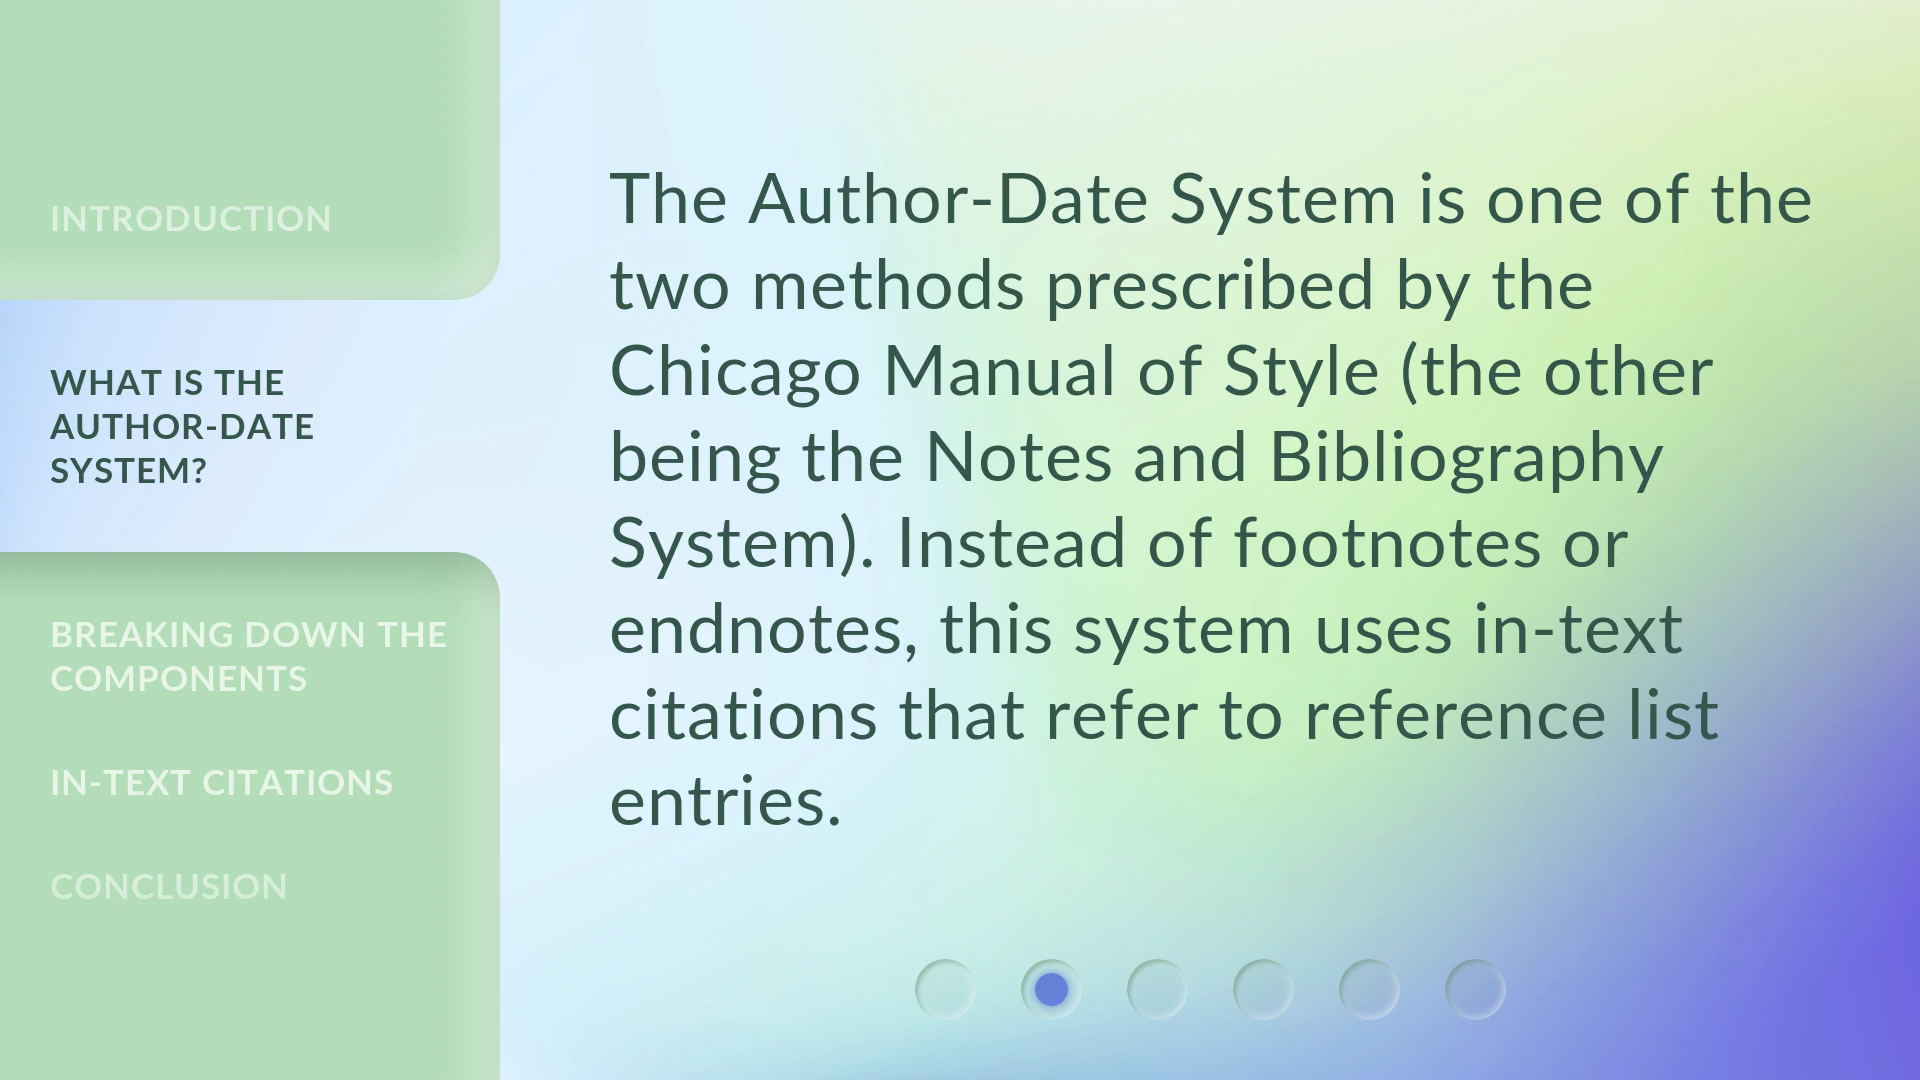 INTRODUCTION
WHAT IS THE
AUTHOR-DATE
SYSTEM?
BREAKING DOWN THE
COMPONENTS
IN-TEXT CITATIONS
CONCLUSION
The Author-Date System is one of the
two methods prescribed by the
Chicago Manual of Style (the other
being the Notes and Bibliography
System). Instead of footnotes or
endnotes, this system uses in-text
citations that refer to reference list
entries.